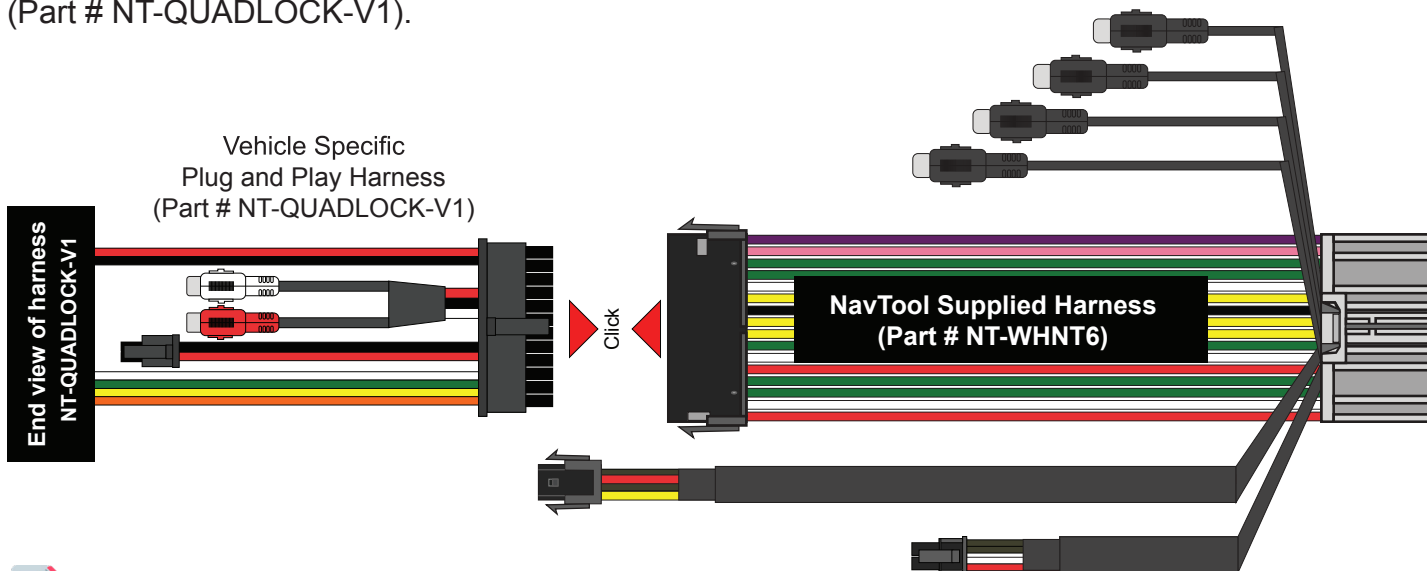 (Part # NT-QUADLOCK-V1).
Vehicle Specific
Plug and Play Harness
(Part # NT-QUADLOCK-V1)
End view of harness
NT-QUADLOCK-V1
Click
NavTool Supplied Harness
(Part # NT-WHNT6)